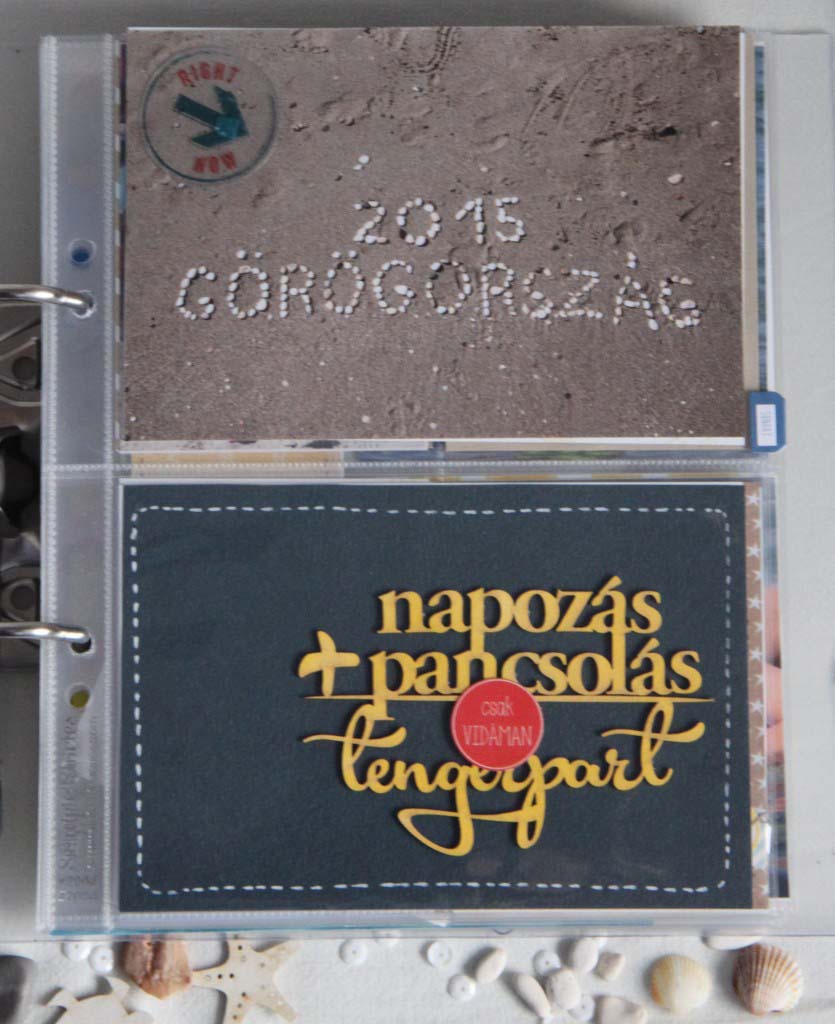 RIGHT
NOW
2015
GÖRÖGORSZÁG
napozás
+pancsolás
csak
VIDÁMAN
tengerpart